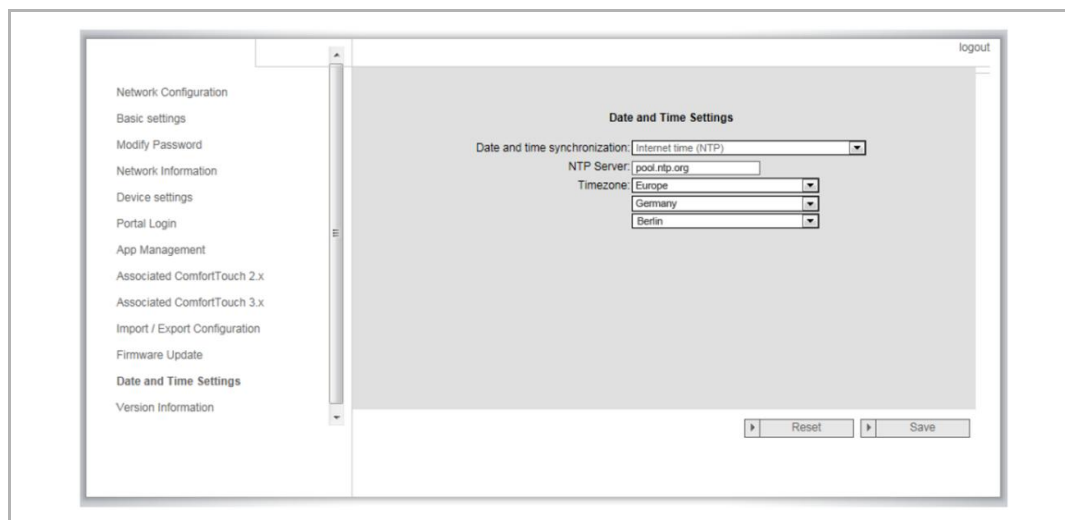 logout
Network Configuration
Basic settings
Modify Password
Network Information
Device settings
Portal Login
App Management
Associated ComfortTouch 2.x
Associated ComfortTouch 3.x
Import / Export Configuration
Firmware Update
Date and Time Settings
Version Information
Date and Time Settings
Date and time synchronization: Internet time (NTP)
NTP Server: pool.ntp.org
Timezone: Europe
Germany
Berlin
Reset
Save